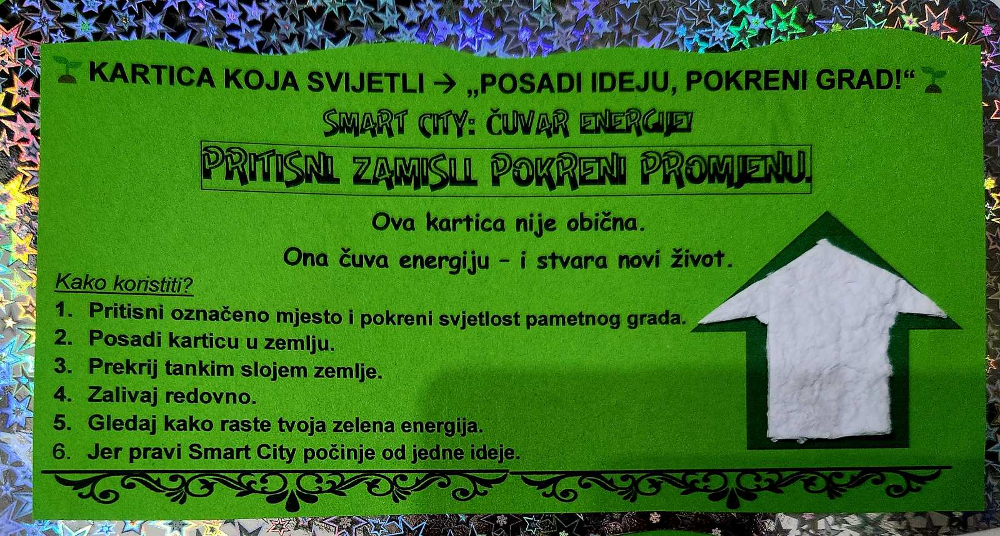 KARTICA KOJA SVIJETLI → „POSADI IDEJU, POKRENI GRAD!“
SMART CITY: ČUVAR ENERGIJE!
PRITISNI. ZAMISLI. POKRENI PROMJENU.
Ova kartica nije obična.
Ona čuva energiju – i stvara novi život.
Kako koristiti?
1. Pritisni označeno mjesto i pokreni svjetlost pametnog grada.
2. Posadi karticu u zemlju.
3. Prekrij tankim slojem zemlje.
4. Zalivaj redovno.
5. Gledaj kako raste tvoja zelena energija.
6. Jer pravi Smart City počinje od jedne ideje.